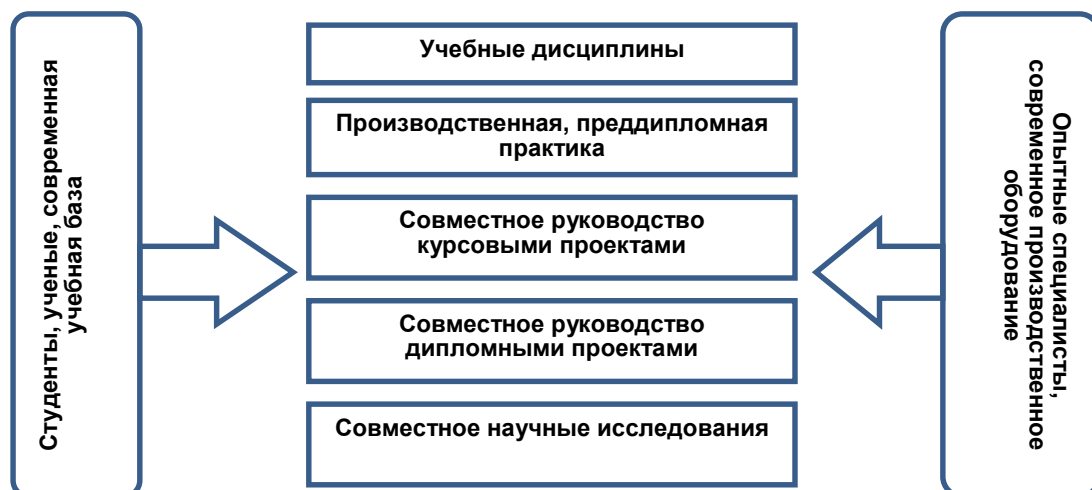 Студенты, ученые, современная
учебная база
Учебные дисциплины
Производственная, преддипломная
практика
Совместное руководство
курсовыми проектами
Совместное руководство
дипломными проектами
Совместное научные исследования
Опытные специалисты,
современное производственное
оборудование